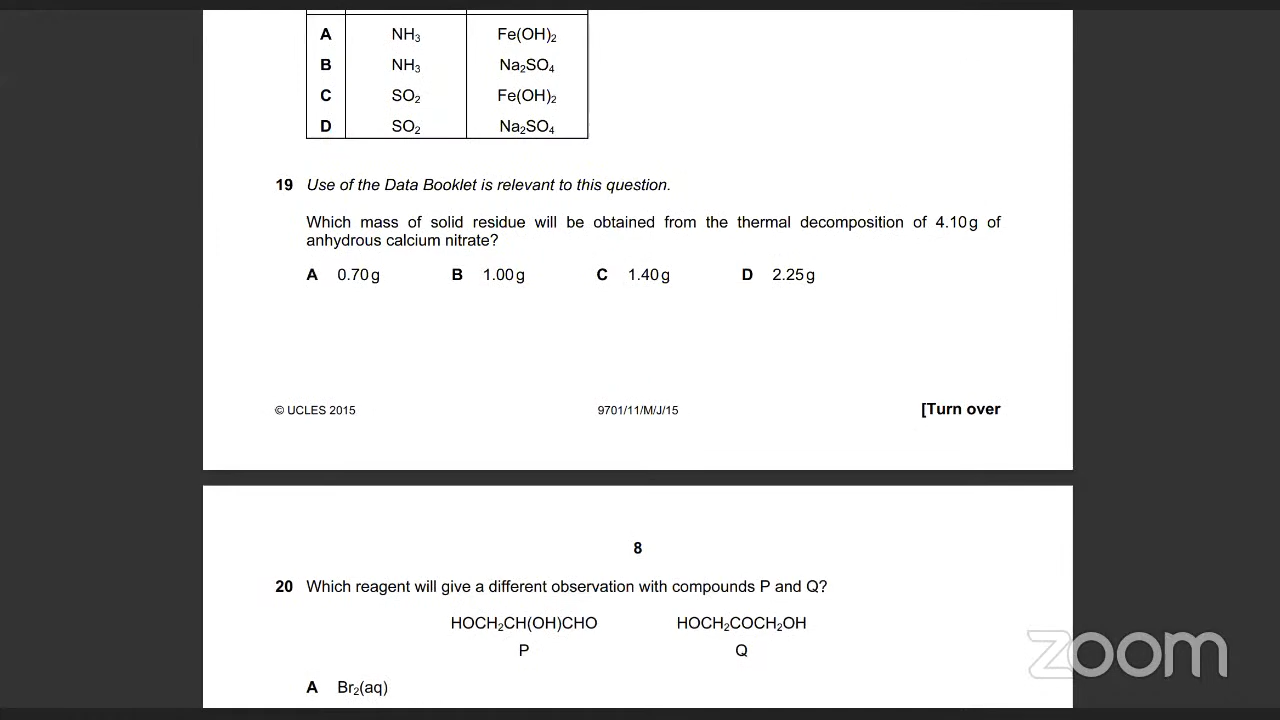 A NH₃ Fe(OH)₂
B NH₃ Na₂SO₄
C SO₂ Fe(OH)₂
D SO₂ Na₂SO₄
19 Use of the Data Booklet is relevant to this question.
Which mass of solid residue will be obtained from the thermal decomposition of 4.10 g of
anhydrous calcium nitrate?
A 0.70 g B 1.00 g C 1.40 g D 2.25 g
© UCLES 2015 9701/11/M/J/15 [Turn over
8
20 Which reagent will give a different observation with compounds P and Q?
HOCH₂CH(OH)CHO HOCH₂COCH₂OH
P Q
A Br₂(aq)
zoom